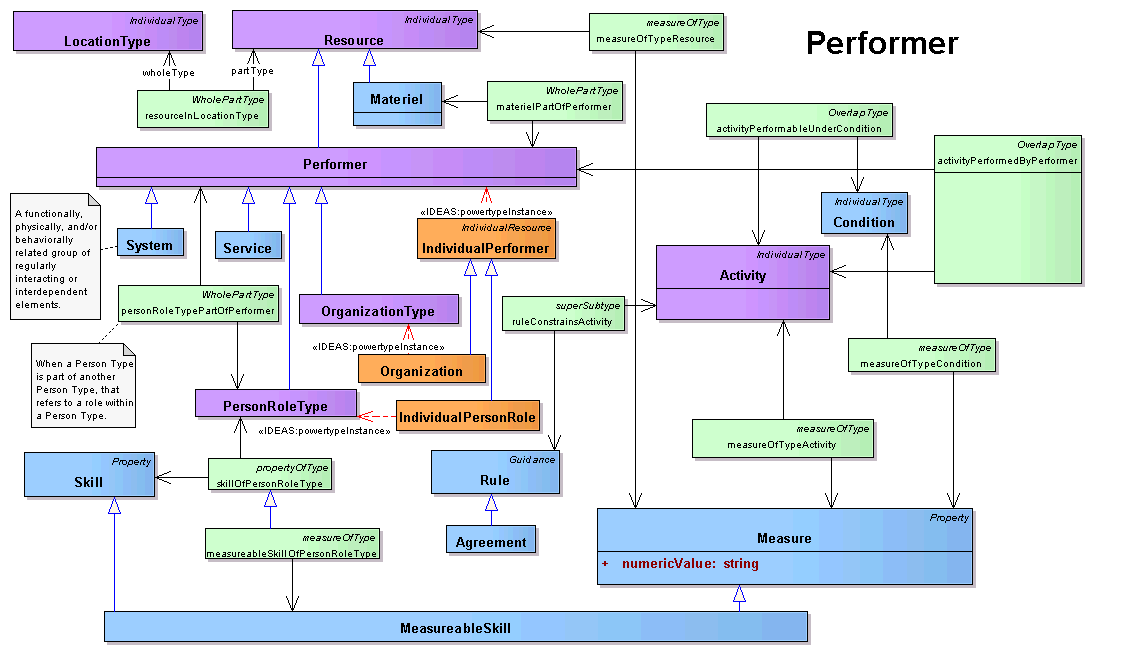 Performer
IndividualType
LocationType
IndividualType
Resource
measureOfType
measureOfTypeResource
wholeType
partType
WholePartType
resourceInLocationType
Materiel
WholePartType
materielPartOfPerformer
OverlapType
activityPerformableUnderCondition
OverlapType
activityPerformedByPerformer
Performer
A functionally,
physically, and/or
behaviorally
related group of
regularly
interacting or
interdependent
elements.
System
Service
«IDEAS:powertypeInstance»
IndividualResource
IndividualPerformer
IndividualType
Condition
IndividualType
Activity
WholePartType
personRoleTypePartOfPerformer
OrganizationType
superSubtype
ruleConstrainsActivity
«IDEAS:powertypeInstance»
Organization
measureOfType
measureOfTypeCondition
When a Person Type
is part of another
Person Type, that
refers to a role within
a Person Type.
PersonRoleType
IndividualPersonRole
«IDEAS:powertypeInstance»
measureOfType
measureOfTypeActivity
Property
Skill
propertyOfType
skillOfPersonRoleType
Guidance
Rule
measureOfType
measureableSkillOfPersonRoleType
Agreement
Property
Measure
+ numericValue: string
MeasureableSkill